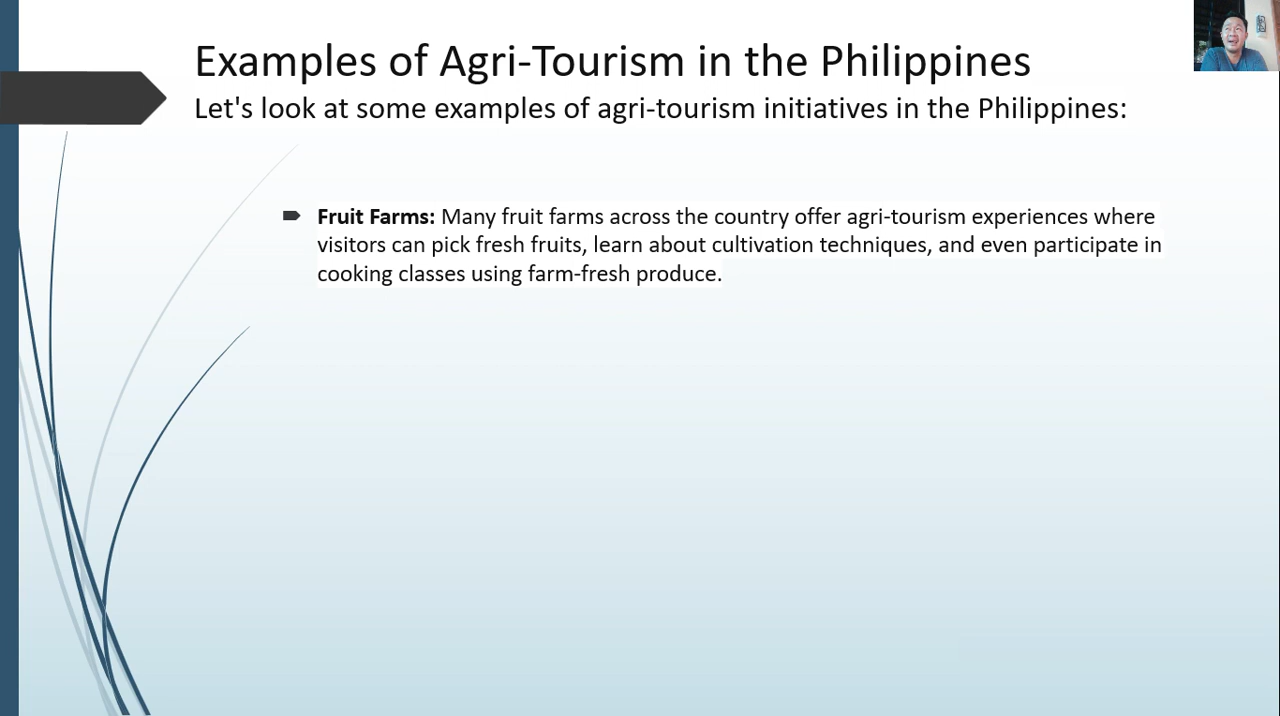 Examples of Agri-Tourism in the Philippines
Let's look at some examples of agri-tourism initiatives in the Philippines:
Fruit Farms: Many fruit farms across the country offer agri-tourism experiences where
visitors can pick fresh fruits, learn about cultivation techniques, and even participate in
cooking classes using farm-fresh produce.